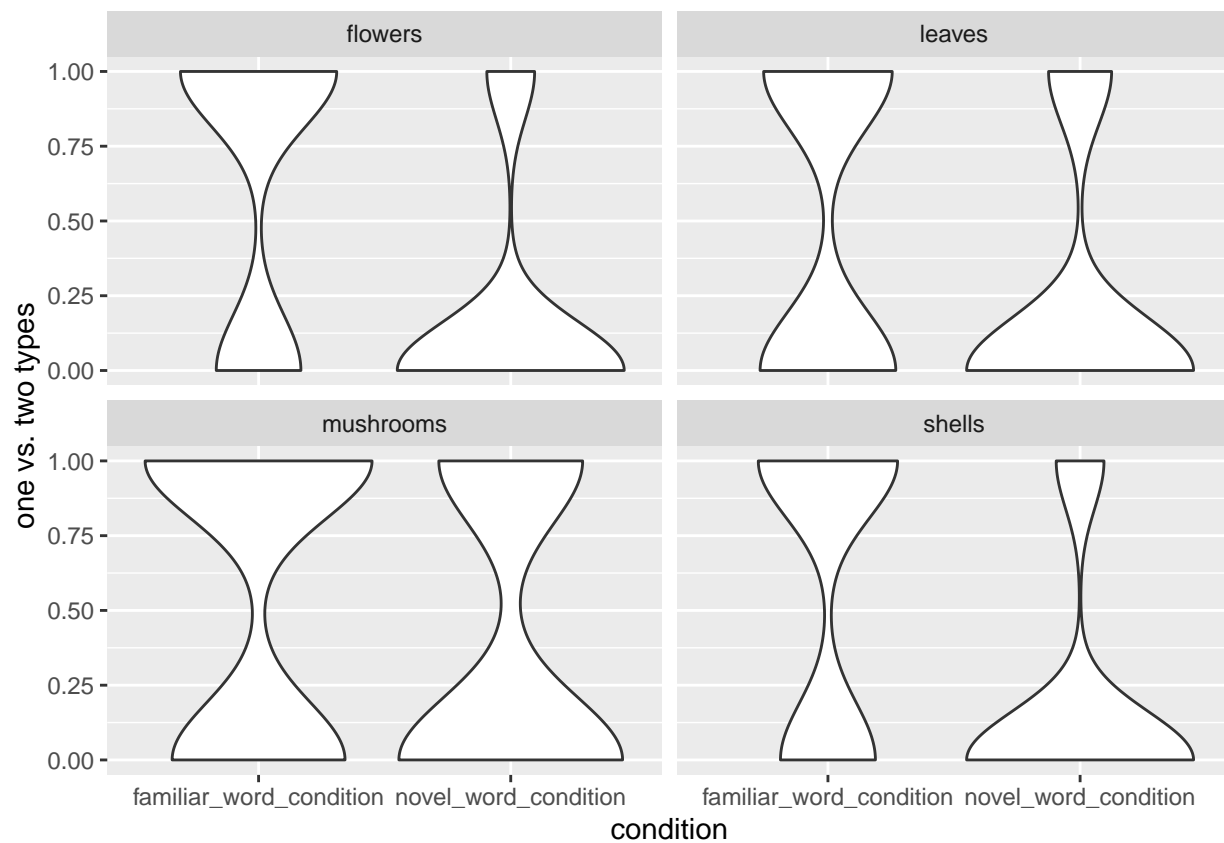 flowers
leaves
1.00
0.75
0.50
0.25
0.00
mushrooms
shells
1.00
0.75
0.50
0.25
0.00
one vs. two types
familiar_word_condition novel_word_condition
familiar_word_condition novel_word_condition
condition